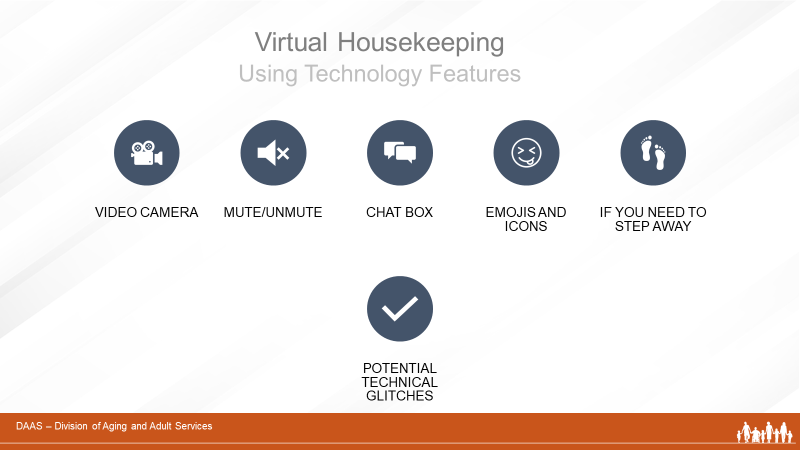 Virtual Housekeeping
Using Technology Features
VIDEO CAMERA
MUTE/UNMUTE
CHAT BOX
EMOJIS AND
ICONS
IF YOU NEED TO
STEP AWAY
POTENTIAL
TECHNICAL
GLITCHES
DAAS – Division of Aging and Adult Services